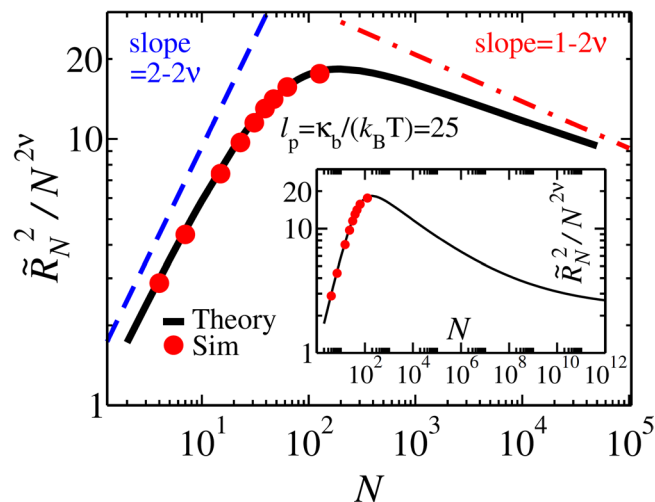 slope
=2-2ν
slope=1-2ν
20
10
1
R̃_N^2 / N^{2ν}
l_p=κ_b/(k_BT)=25
Theory
Sim
20
10
1
R̃_N^2 / N^{2ν}
N
10^2 10^4 10^6 10^8 10^{10} 10^{12}
10^1 10^2 10^3 10^4 10^5
N